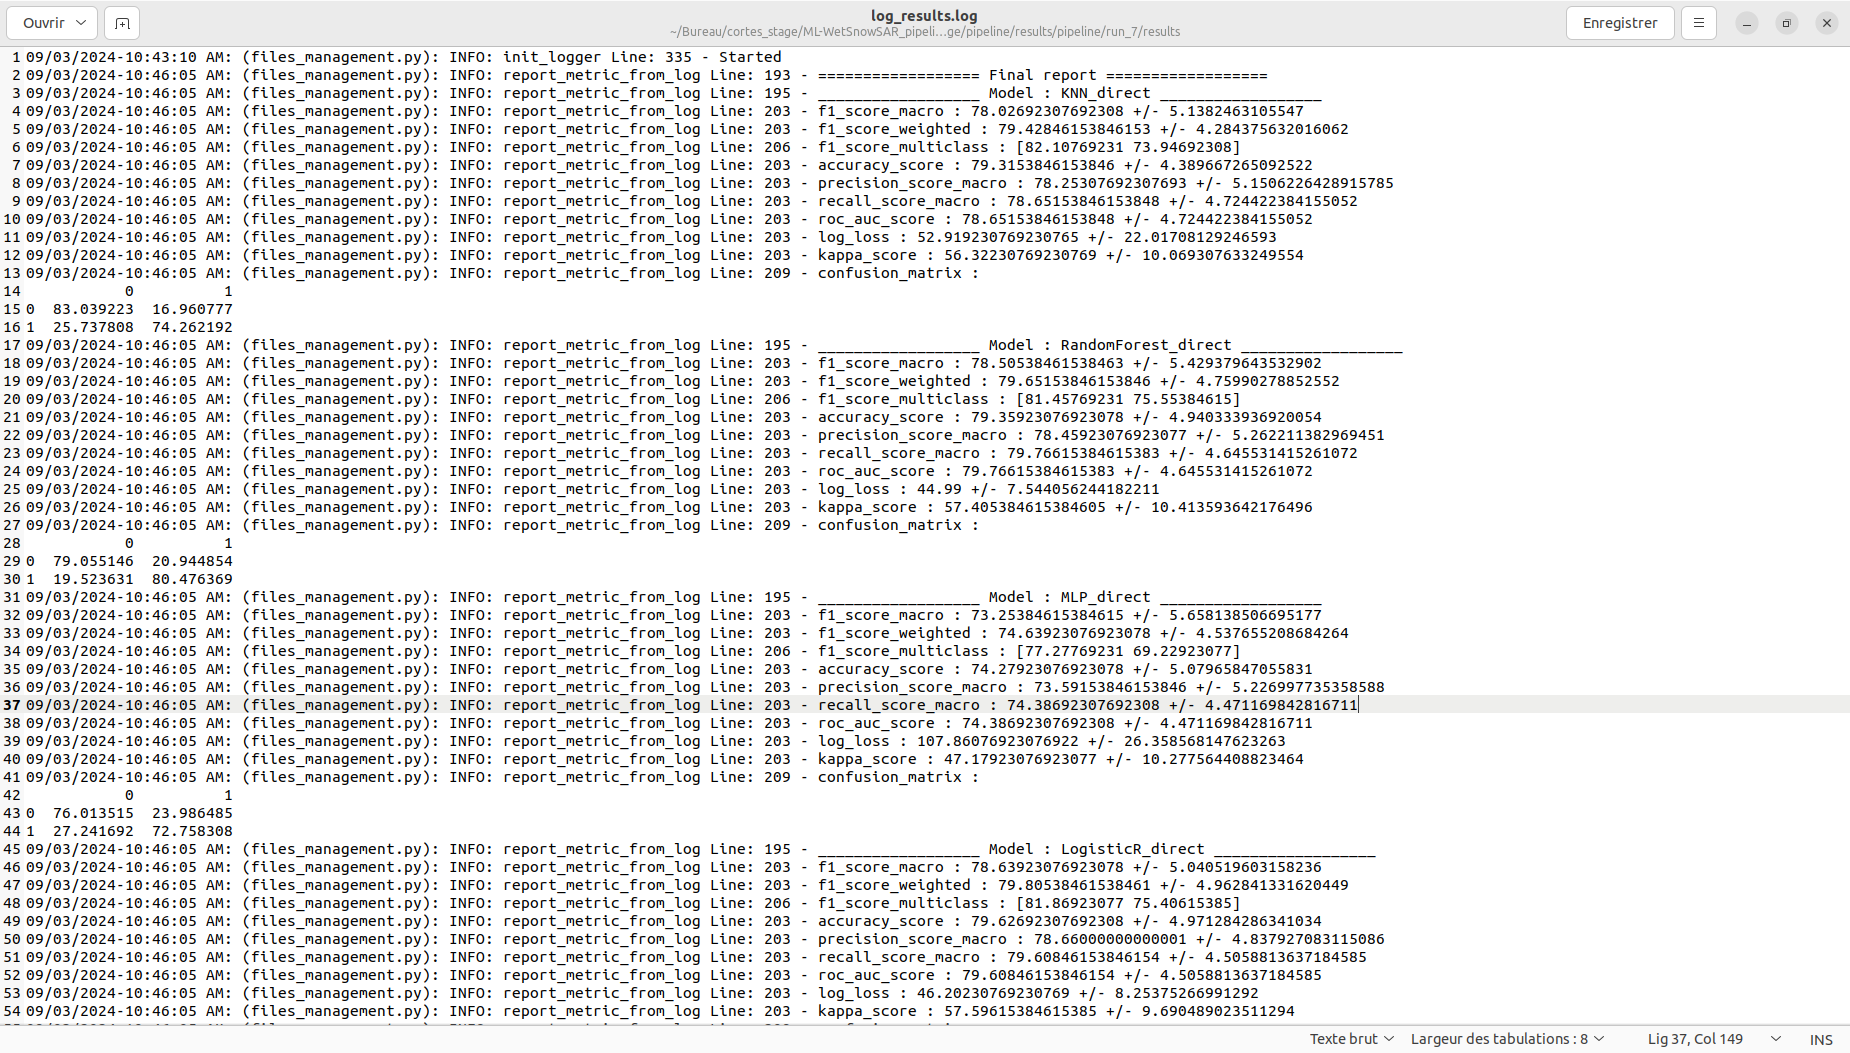 Ouvrir
log_results.log
~/Bureau/cortes_stage/ML-WetSnowSAR_pipeli...ge/pipeline/results/pipeline/run_7/results
Enregistrer
1 09/03/2024-10:43:10 AM: (files_management.py): INFO: init_logger Line: 335 - Started
2 09/03/2024-10:46:05 AM: (files_management.py): INFO: report_metric_from_log Line: 193 - ================== Final report ==================
3 09/03/2024-10:46:05 AM: (files_management.py): INFO: report_metric_from_log Line: 195 - __________________ Model : KNN_direct __________________
4 09/03/2024-10:46:05 AM: (files_management.py): INFO: report_metric_from_log Line: 203 - f1_score_macro : 78.02692307692308 +/- 5.1382463105547
5 09/03/2024-10:46:05 AM: (files_management.py): INFO: report_metric_from_log Line: 203 - f1_score_weighted : 79.42846153846153 +/- 4.284375632016062
6 09/03/2024-10:46:05 AM: (files_management.py): INFO: report_metric_from_log Line: 206 - f1_score_multiclass : [82.10769231 73.94692308]
7 09/03/2024-10:46:05 AM: (files_management.py): INFO: report_metric_from_log Line: 203 - accuracy_score : 79.3153846153846 +/- 4.389667265092522
8 09/03/2024-10:46:05 AM: (files_management.py): INFO: report_metric_from_log Line: 203 - precision_score_macro : 78.25307692307693 +/- 5.1506226428915785
9 09/03/2024-10:46:05 AM: (files_management.py): INFO: report_metric_from_log Line: 203 - recall_score_macro : 78.65153846153848 +/- 4.724422384155052
10 09/03/2024-10:46:05 AM: (files_management.py): INFO: report_metric_from_log Line: 203 - roc_auc_score : 78.65153846153848 +/- 4.724422384155052
11 09/03/2024-10:46:05 AM: (files_management.py): INFO: report_metric_from_log Line: 203 - log_loss : 52.919230769230765 +/- 22.01708129246593
12 09/03/2024-10:46:05 AM: (files_management.py): INFO: report_metric_from_log Line: 203 - kappa_score : 56.32230769230769 +/- 10.069307633249554
13 09/03/2024-10:46:05 AM: (files_management.py): INFO: report_metric_from_log Line: 209 - confusion_matrix :
14 0 1
15 0 83.039223 16.960777
16 1 25.737808 74.262192
17 09/03/2024-10:46:05 AM: (files_management.py): INFO: report_metric_from_log Line: 195 - __________________ Model : RandomForest_direct __________________
18 09/03/2024-10:46:05 AM: (files_management.py): INFO: report_metric_from_log Line: 203 - f1_score_macro : 78.50538461538463 +/- 5.429379643532902
19 09/03/2024-10:46:05 AM: (files_management.py): INFO: report_metric_from_log Line: 203 - f1_score_weighted : 79.65153846153846 +/- 4.75990278852552
20 09/03/2024-10:46:05 AM: (files_management.py): INFO: report_metric_from_log Line: 206 - f1_score_multiclass : [81.45769231 75.55384615]
21 09/03/2024-10:46:05 AM: (files_management.py): INFO: report_metric_from_log Line: 203 - accuracy_score : 79.35923076923078 +/- 4.940333936920054
22 09/03/2024-10:46:05 AM: (files_management.py): INFO: report_metric_from_log Line: 203 - precision_score_macro : 78.45923076923077 +/- 5.262211382969451
23 09/03/2024-10:46:05 AM: (files_management.py): INFO: report_metric_from_log Line: 203 - recall_score_macro : 79.76615384615383 +/- 4.645531415261072
24 09/03/2024-10:46:05 AM: (files_management.py): INFO: report_metric_from_log Line: 203 - roc_auc_score : 79.76615384615383 +/- 4.645531415261072
25 09/03/2024-10:46:05 AM: (files_management.py): INFO: report_metric_from_log Line: 203 - log_loss : 44.99 +/- 7.544056244182211
26 09/03/2024-10:46:05 AM: (files_management.py): INFO: report_metric_from_log Line: 203 - kappa_score : 57.405384615384605 +/- 10.413593642176496
27 09/03/2024-10:46:05 AM: (files_management.py): INFO: report_metric_from_log Line: 209 - confusion_matrix :
28 0 1
29 0 79.055146 20.944854
30 1 19.523631 80.476369
31 09/03/2024-10:46:05 AM: (files_management.py): INFO: report_metric_from_log Line: 195 - __________________ Model : MLP_direct __________________
32 09/03/2024-10:46:05 AM: (files_management.py): INFO: report_metric_from_log Line: 203 - f1_score_macro : 73.25384615384615 +/- 5.658138506695177
33 09/03/2024-10:46:05 AM: (files_management.py): INFO: report_metric_from_log Line: 203 - f1_score_weighted : 74.63923076923078 +/- 4.537655208684264
34 09/03/2024-10:46:05 AM: (files_management.py): INFO: report_metric_from_log Line: 206 - f1_score_multiclass : [77.27769231 69.22923077]
35 09/03/2024-10:46:05 AM: (files_management.py): INFO: report_metric_from_log Line: 203 - accuracy_score : 74.27923076923078 +/- 5.07965847055831
36 09/03/2024-10:46:05 AM: (files_management.py): INFO: report_metric_from_log Line: 203 - precision_score_macro : 73.59153846153846 +/- 5.226997735358588
37 09/03/2024-10:46:05 AM: (files_management.py): INFO: report_metric_from_log Line: 203 - recall_score_macro : 74.38692307692308 +/- 4.471169842816711
38 09/03/2024-10:46:05 AM: (files_management.py): INFO: report_metric_from_log Line: 203 - roc_auc_score : 74.38692307692308 +/- 4.471169842816711
39 09/03/2024-10:46:05 AM: (files_management.py): INFO: report_metric_from_log Line: 203 - log_loss : 107.86076923076922 +/- 26.358568147623263
40 09/03/2024-10:46:05 AM: (files_management.py): INFO: report_metric_from_log Line: 203 - kappa_score : 47.17923076923077 +/- 10.277564408823464
41 09/03/2024-10:46:05 AM: (files_management.py): INFO: report_metric_from_log Line: 209 - confusion_matrix :
42 0 1
43 0 76.013515 23.986485
44 1 27.241692 72.758308
45 09/03/2024-10:46:05 AM: (files_management.py): INFO: report_metric_from_log Line: 195 - __________________ Model : LogisticR_direct __________________
46 09/03/2024-10:46:05 AM: (files_management.py): INFO: report_metric_from_log Line: 203 - f1_score_macro : 78.63923076923078 +/- 5.040519603158236
47 09/03/2024-10:46:05 AM: (files_management.py): INFO: report_metric_from_log Line: 203 - f1_score_weighted : 79.80538461538461 +/- 4.962841331620449
48 09/03/2024-10:46:05 AM: (files_management.py): INFO: report_metric_from_log Line: 206 - f1_score_multiclass : [81.86923077 75.40615385]
49 09/03/2024-10:46:05 AM: (files_management.py): INFO: report_metric_from_log Line: 203 - accuracy_score : 79.62692307692308 +/- 4.971284286341034
50 09/03/2024-10:46:05 AM: (files_management.py): INFO: report_metric_from_log Line: 203 - precision_score_macro : 78.66000000000001 +/- 4.837927083115086
51 09/03/2024-10:46:05 AM: (files_management.py): INFO: report_metric_from_log Line: 203 - recall_score_macro : 79.60846153846154 +/- 4.5058813637184585
52 09/03/2024-10:46:05 AM: (files_management.py): INFO: report_metric_from_log Line: 203 - roc_auc_score : 79.60846153846154 +/- 4.5058813637184585
53 09/03/2024-10:46:05 AM: (files_management.py): INFO: report_metric_from_log Line: 203 - log_loss : 46.20230769230769 +/- 8.25375266991292
54 09/03/2024-10:46:05 AM: (files_management.py): INFO: report_metric_from_log Line: 203 - kappa_score : 57.59615384615385 +/- 9.690489023511294
Texte brut
Largeur des tabulations : 8
Lig 37, Col 149
INS